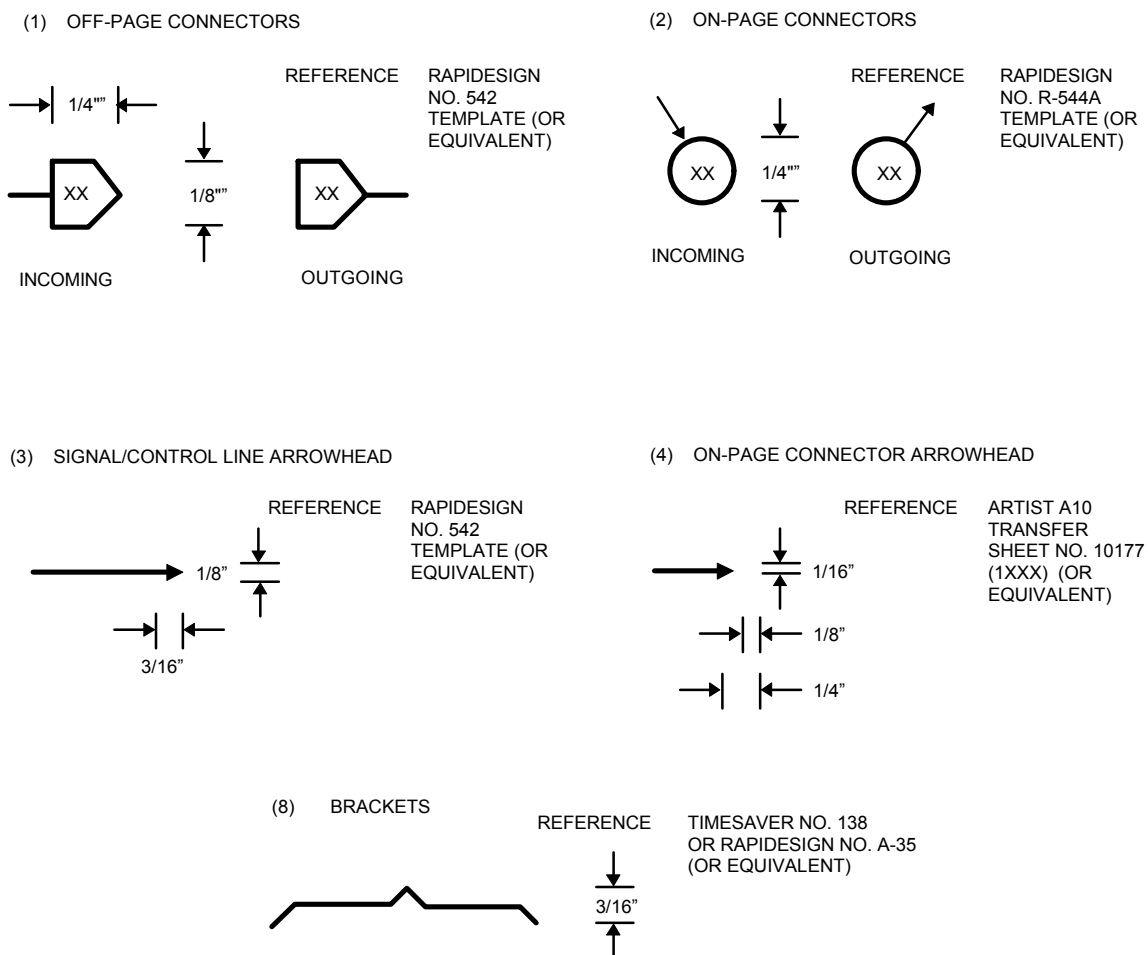 (1) OFF-PAGE CONNECTORS
REFERENCE RAPIDESIGN
NO. 542
TEMPLATE (OR
EQUIVALENT)
1/4"”
XX
1/8"”
XX
INCOMING
OUTGOING
(2) ON-PAGE CONNECTORS
REFERENCE RAPIDESIGN
NO. R-544A
TEMPLATE (OR
EQUIVALENT)
XX
1/4"”
XX
INCOMING
OUTGOING
(3) SIGNAL/CONTROL LINE ARROWHEAD
REFERENCE RAPIDESIGN
NO. 542
TEMPLATE (OR
EQUIVALENT)
1/8”
3/16”
(4) ON-PAGE CONNECTOR ARROWHEAD
REFERENCE ARTIST A10
TRANSFER
SHEET NO. 10177
(1XXX) (OR
EQUIVALENT)
1/16”
1/8”
1/4”
(8) BRACKETS
REFERENCE TIMESAVER NO. 138
OR RAPIDESIGN NO. A-35
(OR EQUIVALENT)
3/16”